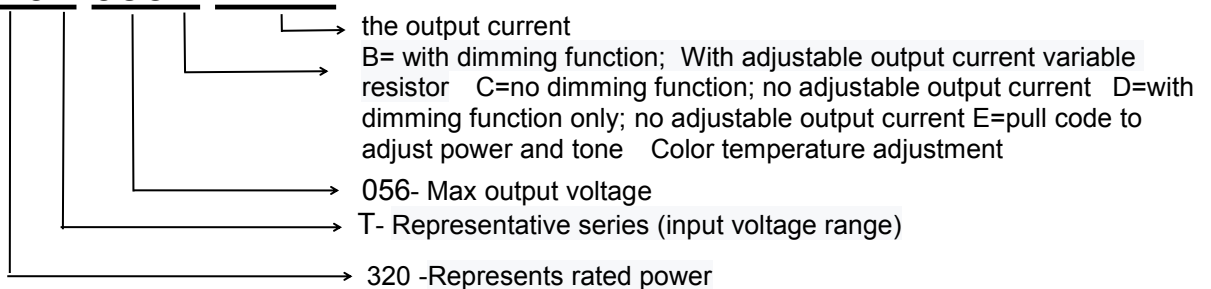 the output current
B= with dimming function; With adjustable output current variable
resistor C=no dimming function; no adjustable output current D=with
dimming function only; no adjustable output current E=pull code to
adjust power and tone Color temperature adjustment
056- Max output voltage
T- Representative series (input voltage range)
320 -Represents rated power